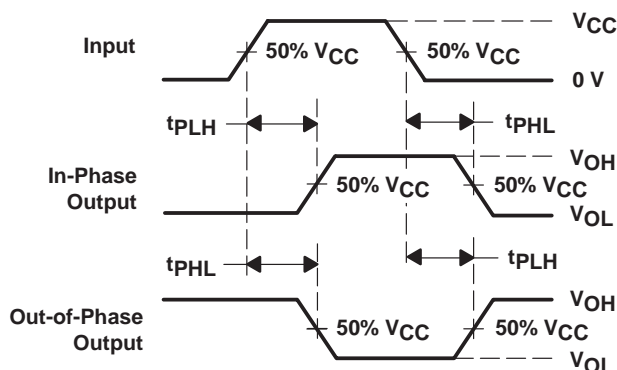 VCC
Input
50% VCC
50% VCC
0 V
tPLH
tPHL
In-Phase
Output
50% VCC
50% VCC
VOH
VOL
tPHL
tPLH
Out-of-Phase
Output
50% VCC
50% VCC
VOH
VOL